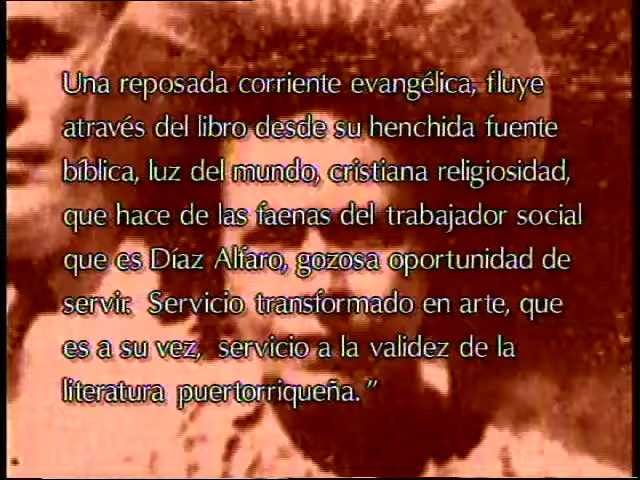 Una reposada corriente evangélica, fluye
através del libro desde su henchida fuente
bíblica, luz del mundo, cristiana religiosidad,
que hace de las faenas del trabajador social
que es Díaz Alfaro, gozosa oportunidad de
servir. Servicio transformado en arte, que
es a su vez, servicio a la validez de la
literatura puertorriqueña.”